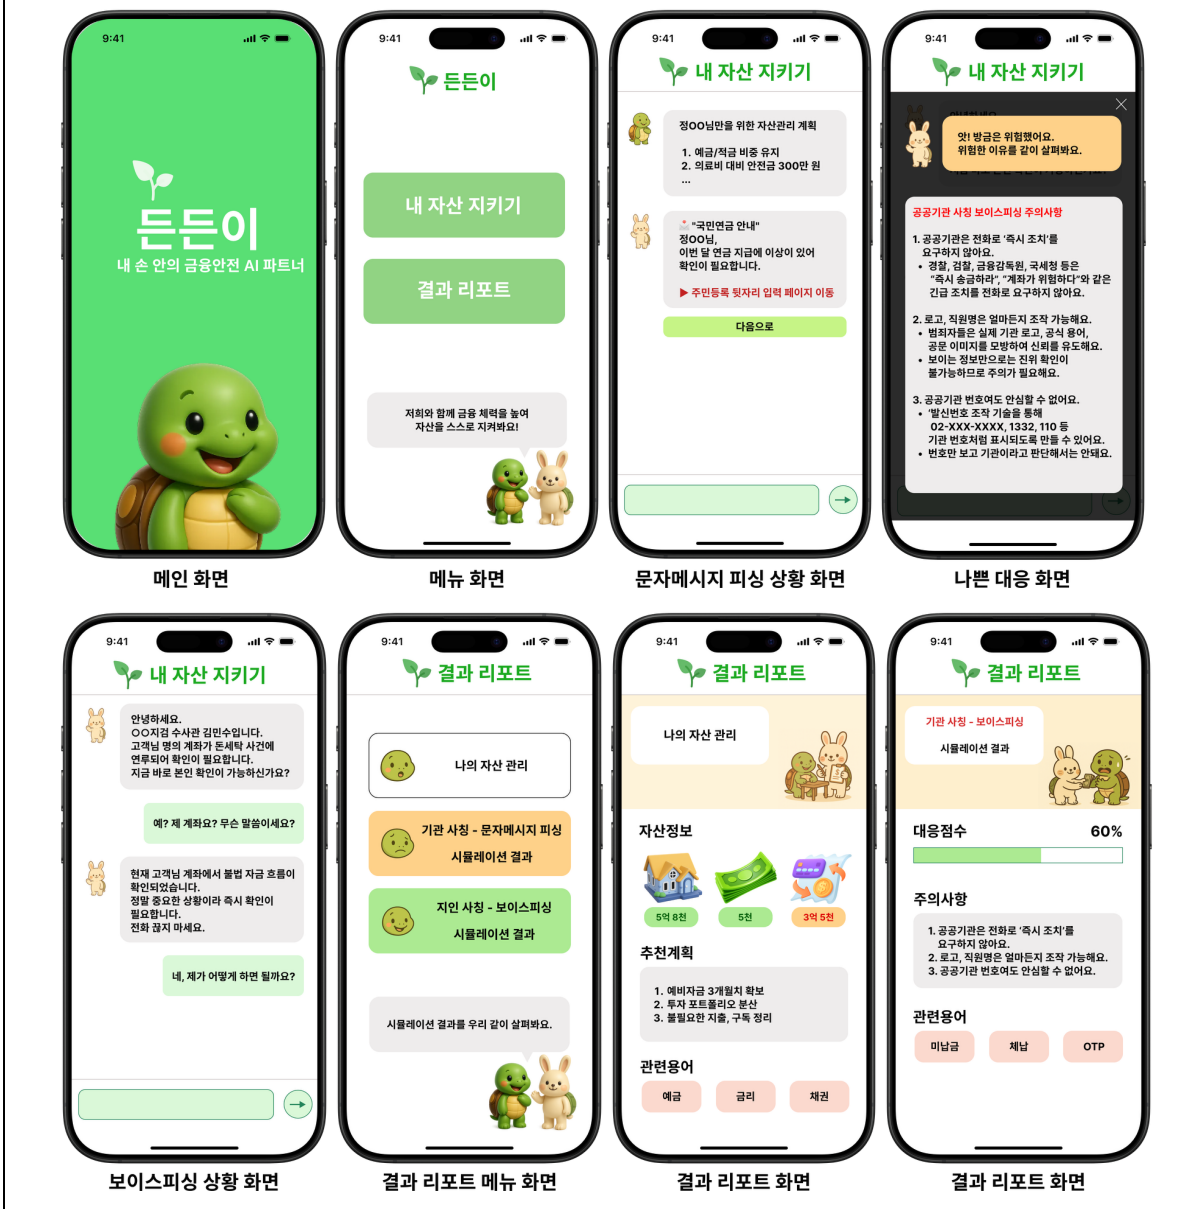 9:41
든든이
내 손 안의 금융안전 AI 파트너
메인 화면
9:41
든든이
내 자산 지키기
결과 리포트
저희와 함께 금융 체력을 높여
자산을 스스로 지켜봐요!
메뉴 화면
9:41
내 자산 지키기
정OO님만을 위한 자산관리 계획
1. 예금/적금 비중 유지
2. 의료비 대비 안전금 300만 원
...
"국민연금 안내"
정OO님,
이번 달 연금 지급에 이상이 있어
확인이 필요합니다.
▶ 주민등록 뒷자리 입력 페이지 이동
다음으로
문자메시지 피싱 상황 화면
9:41
내 자산 지키기
앗! 방금은 위험했어요.
위험한 이유를 같이 살펴봐요.
공공기관 사칭 보이스피싱 주의사항
1. 공공기관은 전화로 '즉시 조치'를
요구하지 않아요.
• 경찰, 검찰, 금융감독원, 국세청 등은
"즉시 송금하라", "계좌가 위험하다"와 같은
긴급 조치를 전화로 요구하지 않아요.
2. 로고, 직원명은 얼마든지 조작 가능해요.
• 범죄자들은 실제 기관 로고, 공식 용어,
공문 이미지를 모방하여 신뢰를 유도해요.
• 보이는 정보만으로는 진위 확인이
불가능하므로 주의가 필요해요.
3. 공공기관 번호여도 안심할 수 없어요.
• '발신번호 조작 기술을 통해
02-XXX-XXXX, 1332, 110 등
기관 번호처럼 표시되도록 만들 수 있어요.
• 번호만 보고 기관이라고 판단해서는 안돼요.
나쁜 대응 화면
9:41
내 자산 지키기
안녕하세요.
OO지검 수사관 김민수입니다.
고객님 명의 계좌가 돈세탁 사건에
연루되어 확인이 필요합니다.
지금 바로 본인 확인이 가능하신가요?
예? 제 계좌요? 무슨 말씀이세요?
현재 고객님 계좌에서 불법 자금 흐름이
확인되었습니다.
정말 중요한 상황이라 즉시 확인이
필요합니다.
전화 끊지 마세요.
네, 제가 어떻게 하면 될까요?
보이스피싱 상황 화면
9:41
결과 리포트
나의 자산 관리
기관 사칭 - 문자메시지 피싱
시뮬레이션 결과
지인 사칭 - 보이스피싱
시뮬레이션 결과
시뮬레이션 결과를 우리 같이 살펴봐요.
결과 리포트 메뉴 화면
9:41
결과 리포트
나의 자산 관리
자산정보
5억 8천
5천
3억 5천
추천계획
1. 예비자금 3개월치 확보
2. 투자 포트폴리오 분산
3. 불필요한 지출, 구독 정리
관련용어
예금
금리
채권
결과 리포트 화면
9:41
결과 리포트
기관 사칭 - 보이스피싱
시뮬레이션 결과
대응점수 60%
주의사항
1. 공공기관은 전화로 '즉시 조치'를
요구하지 않아요.
2. 로고, 직원명은 얼마든지 조작 가능해요.
3. 공공기관 번호여도 안심할 수 없어요.
관련용어
미납금
체납
OTP
결과 리포트 화면